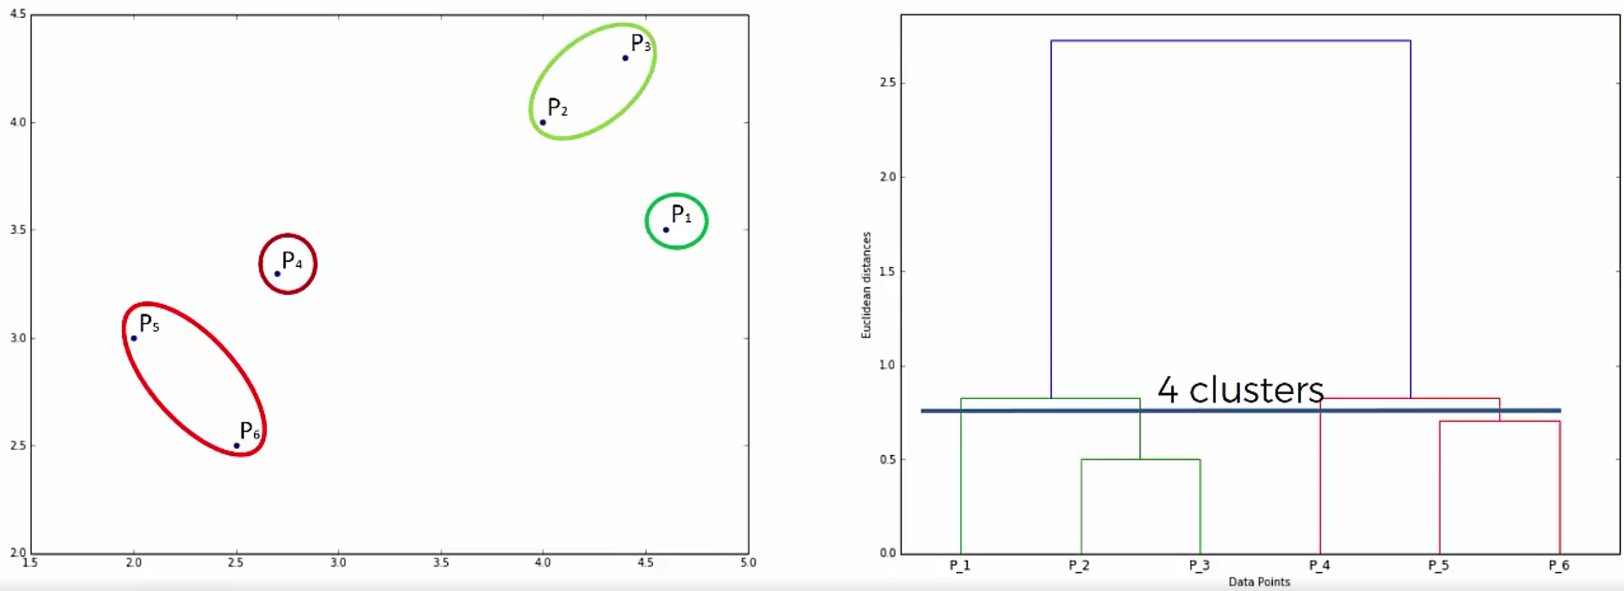 4.5
4.0
3.5
3.0
2.5
2.0
1.5
2.0
2.5
3.0
3.5
4.0
4.5
5.0
P₃
P₂
P₁
P₄
P₅
P₆
2.5
2.0
1.5
1.0
0.5
0.0
Euclidean distances
4 clusters
P_1
P_2
P_3
P_4
P_5
P_6
Data Points